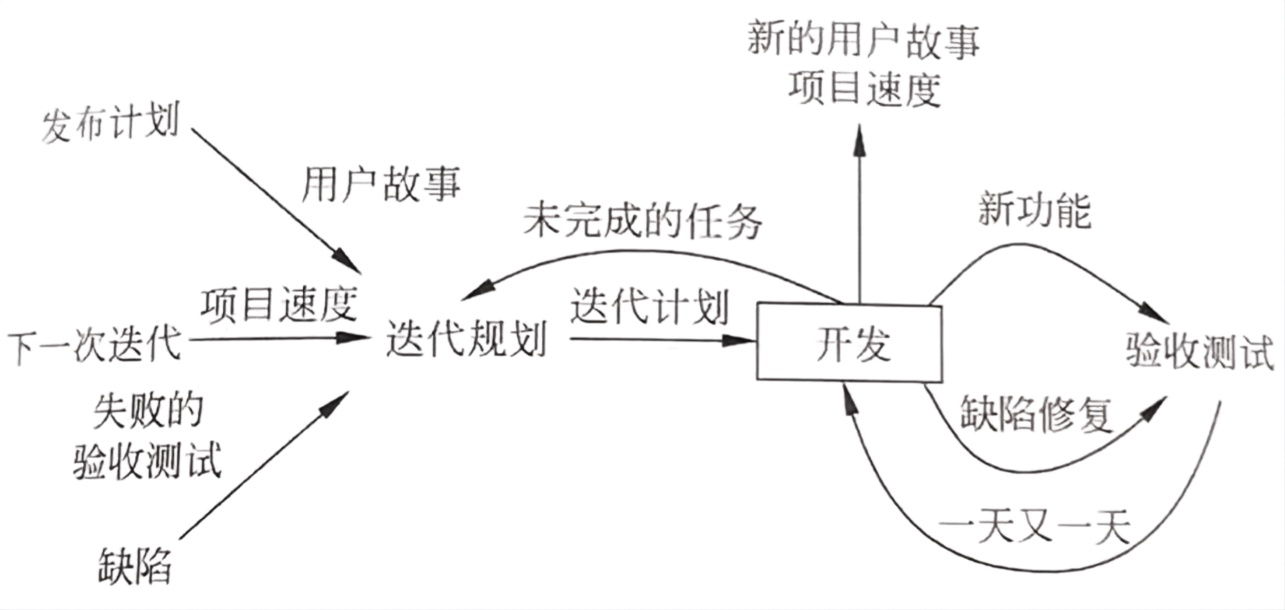 新的用户故事
项目速度
发布计划
用户故事
未完成的任务
新功能
项目速度
迭代计划
下一次迭代
迭代规划
开发
验收测试
失败的
验收测试
缺陷修复
一天又一天
缺陷